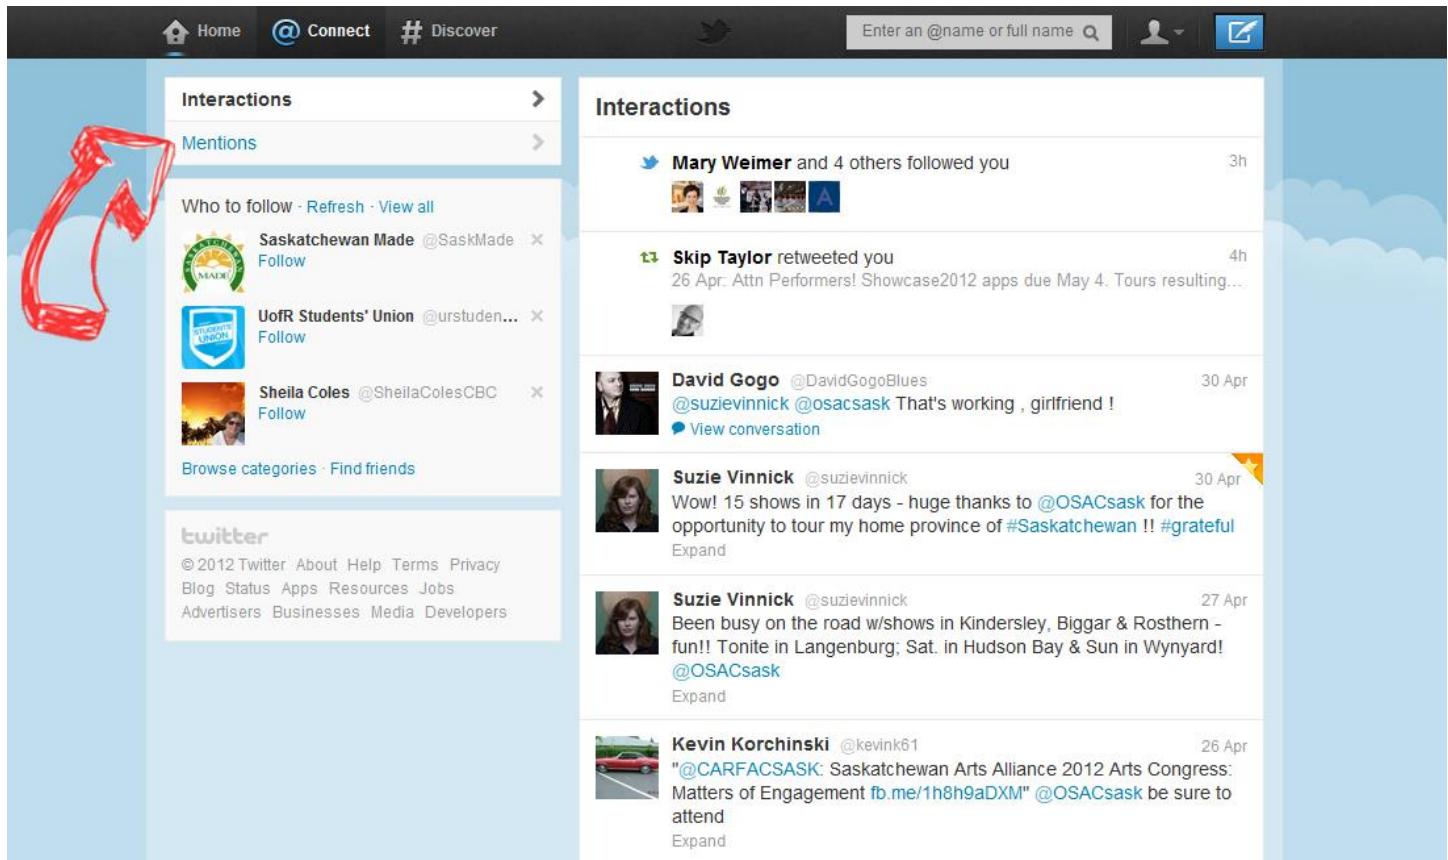 Home
Connect
Discover
Enter an @name or full name
Interactions
Mentions
Who to follow · Refresh · View all
Saskatchewan Made @SaskMade
Follow
SASKATCHEWAN
MADE
UofR Students' Union @urstuden...
Follow
STUDENTS'
UNION
Sheila Coles @SheilaColesCBC
Follow
Browse categories · Find friends
twitter
© 2012 Twitter About Help Terms Privacy
Blog Status Apps Resources Jobs
Advertisers Businesses Media Developers
Interactions
Mary Weimer and 4 others followed you 3h
A
Skip Taylor retweeted you 4h
26 Apr: Attn Performers! Showcase2012 apps due May 4. Tours resulting...
David Gogo @DavidGogoBlues 30 Apr
@suzievinnick @osacsask That's working , girlfriend !
View conversation
Suzie Vinnick @suzievinnick 30 Apr
Wow! 15 shows in 17 days - huge thanks to @OSACsask for the
opportunity to tour my home province of #Saskatchewan !! #grateful
Expand
Suzie Vinnick @suzievinnick 27 Apr
Been busy on the road w/shows in Kindersley, Biggar & Rosthern -
fun!! Tonite in Langenburg; Sat. in Hudson Bay & Sun in Wynyard!
@OSACsask
Expand
Kevin Korchinski @kevink61 26 Apr
"@CARFACSASK: Saskatchewan Arts Alliance 2012 Arts Congress:
Matters of Engagement fb.me/1h8h9aDXM" @OSACsask be sure to
attend
Expand